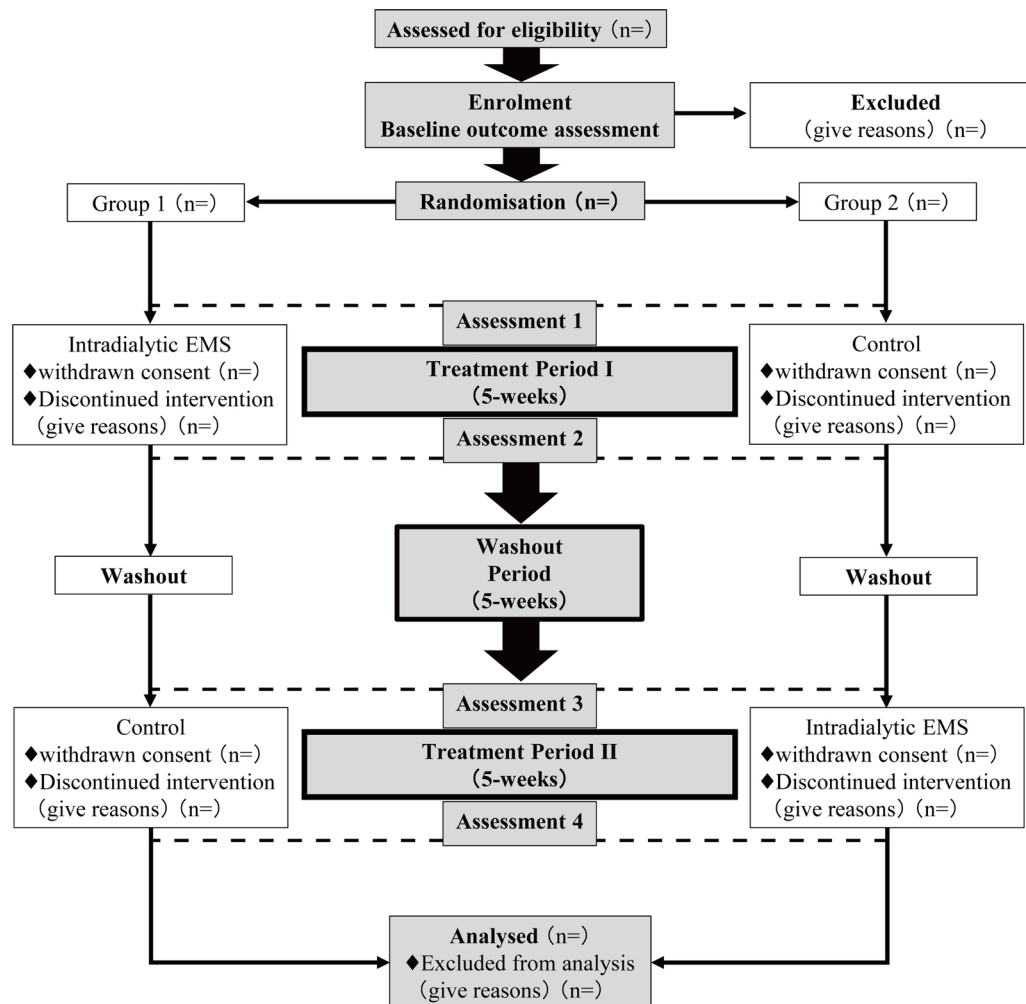 Assessed for eligibility (n=)
Enrolment
Baseline outcome assessment
Excluded
(give reasons) (n=)
Group 1 (n=)
Randomisation (n=)
Group 2 (n=)
Assessment 1
Intradialytic EMS
♦withdrawn consent (n=)
♦Discontinued intervention
(give reasons) (n=)
Treatment Period I
(5-weeks)
Control
♦withdrawn consent (n=)
♦Discontinued intervention
(give reasons) (n=)
Assessment 2
Washout
Washout
Period
(5-weeks)
Washout
Assessment 3
Control
♦withdrawn consent (n=)
♦Discontinued intervention
(give reasons) (n=)
Treatment Period II
(5-weeks)
Intradialytic EMS
♦withdrawn consent (n=)
♦Discontinued intervention
(give reasons) (n=)
Assessment 4
Analysed (n=)
♦Excluded from analysis
(give reasons) (n=)